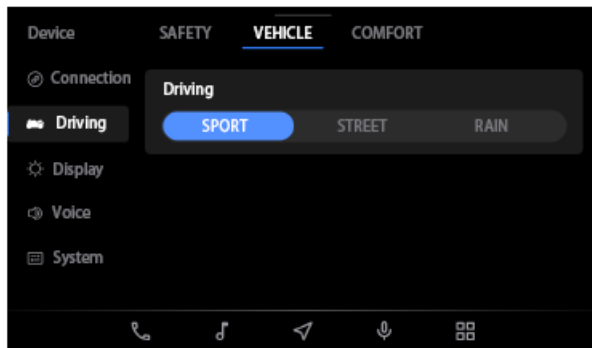 Device
SAFETY VEHICLE COMFORT
Connection
Driving
Display
Voice
System
Driving
SPORT STREET RAIN